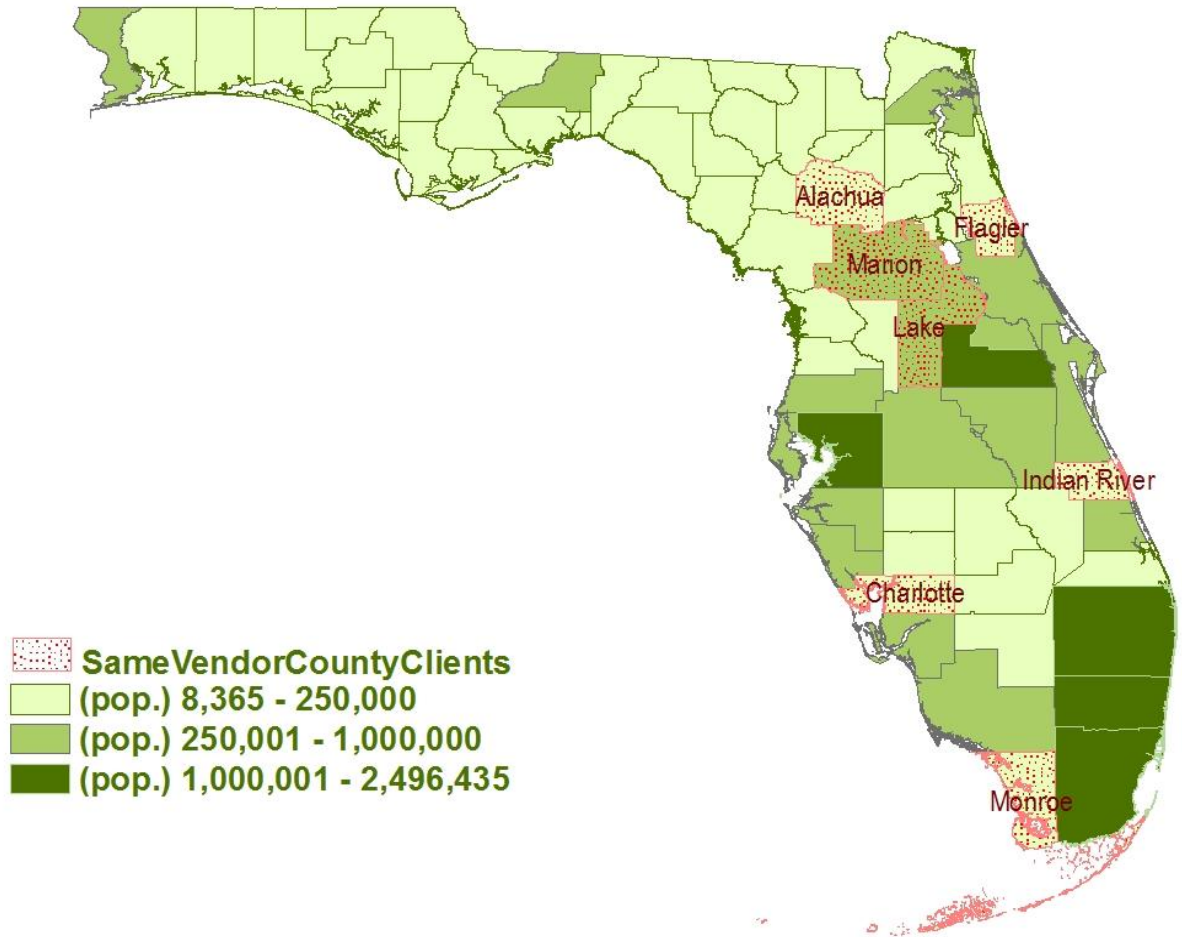 Alachua
Flagler
Marion
Lake
Indian River
Charlotte
SameVendorCountyClients
(pop.) 8,365 - 250,000
(pop.) 250,001 - 1,000,000
(pop.) 1,000,001 - 2,496,435
Monroe